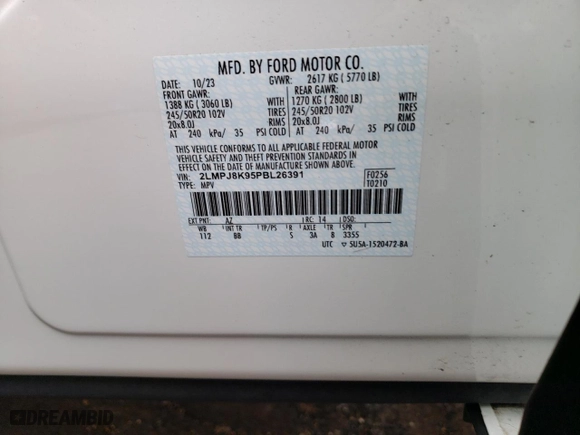 MFD. BY FORD MOTOR CO.
DATE: 10/23 GVWR: 2617 KG ( 5770 LB)
FRONT GAWR: REAR GAWR:
1388 KG ( 3060 LB) WITH 1270 KG ( 2800 LB) WITH
245/50R20 102V TIRES 245/50R20 102V TIRES
20x8.0J RIMS 20x8.0J RIMS
AT 240 kPa/ 35 PSI COLD AT 240 kPa/ 35 PSI COLD
THIS VEHICLE CONFORMS TO ALL APPLICABLE FEDERAL MOTOR
VEHICLE SAFETY AND THEFT PREVENTION STANDARDS IN
EFFECT ON THE DATE OF MANUFACTURE SHOWN ABOVE.
VIN: 2LMPJ8K95PBL26391 F0256
TYPE: MPV T0210
EXT PNT: AZ RC: 14 DSO:
WB INT TR TP/PS R AXLE TR SPR
112 BB S 3A 8 3355
UTC ▽ 5U5A-1520472-BA
DREAMBID